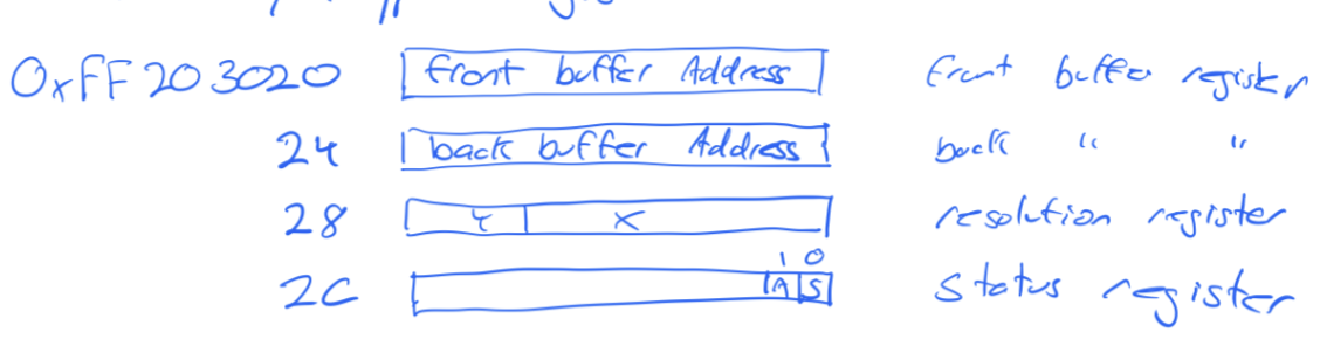 0xFF203020 front buffer Address front buffer register
24 back buffer Address back " "
28 Y X resolution register
1 0
2C A S status register